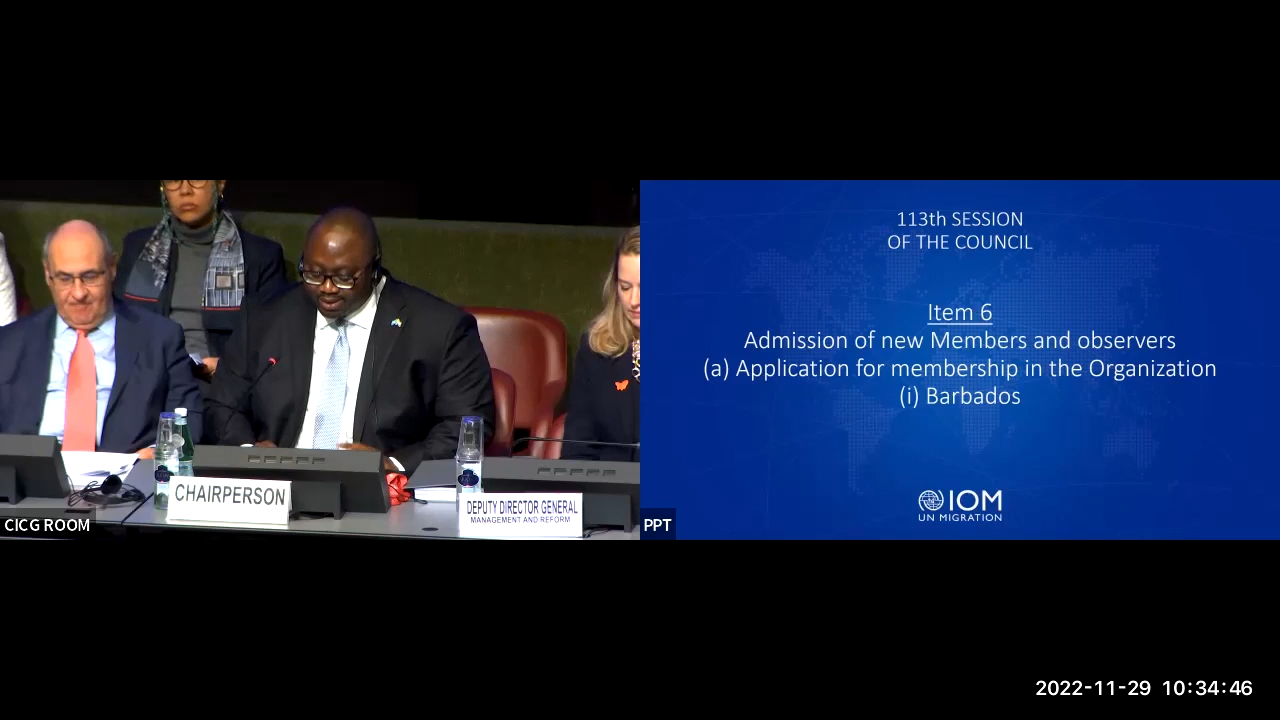 CHAIRPERSON
DEPUTY DIRECTOR GENERAL
MANAGEMENT AND REFORM
CICG ROOM
113th SESSION
OF THE COUNCIL
Item 6
Admission of new Members and observers
(a) Application for membership in the Organization
(i) Barbados
IOM
UN MIGRATION
PPT
2022-11-29 10:34:46